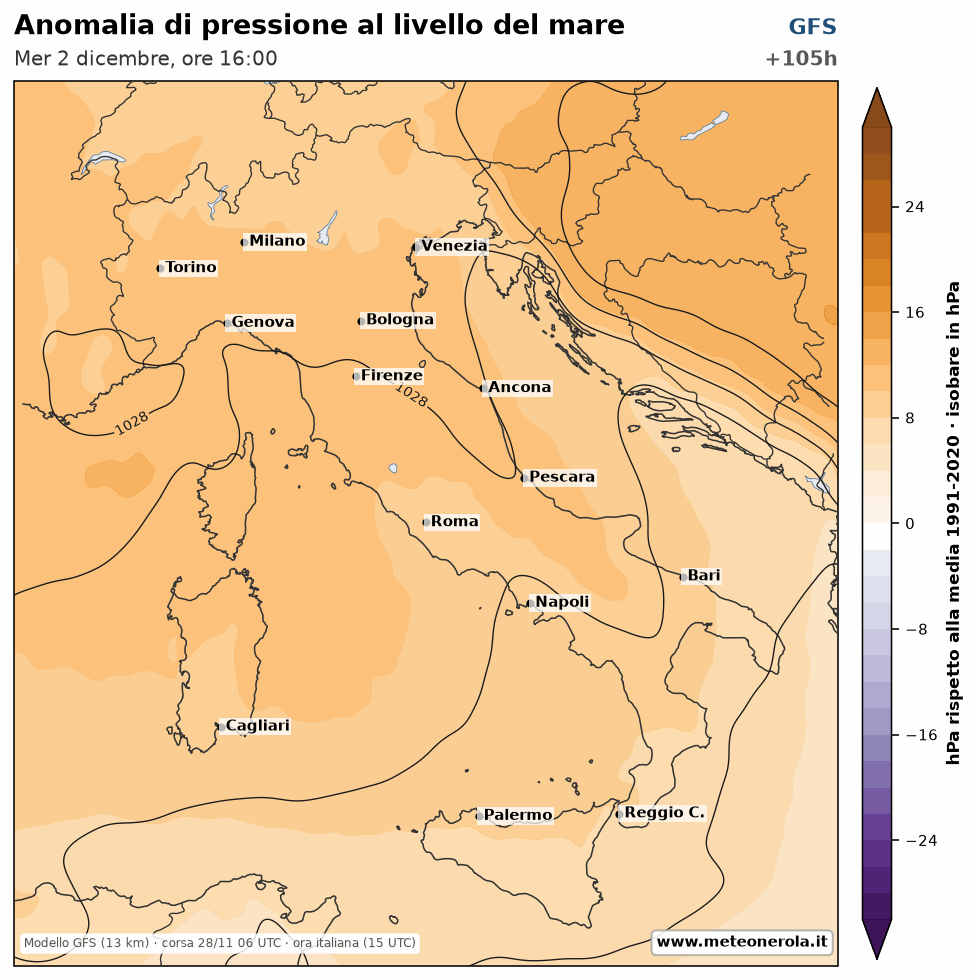 Anomalia di pressione al livello del mare
GFS
Mer 2 dicembre, ore 16:00
+105h
Milano
Venezia
Torino
Genova
Bologna
Firenze
1028
Ancona
1028
Pescara
Roma
Bari
Napoli
Cagliari
Palermo
Reggio C.
Modello GFS (13 km) · corsa 28/11 06 UTC · ora italiana (15 UTC)
www.meteonerola.it
24
16
8
0
−8
−16
−24
hPa rispetto alla media 1991-2020 · isobare in hPa